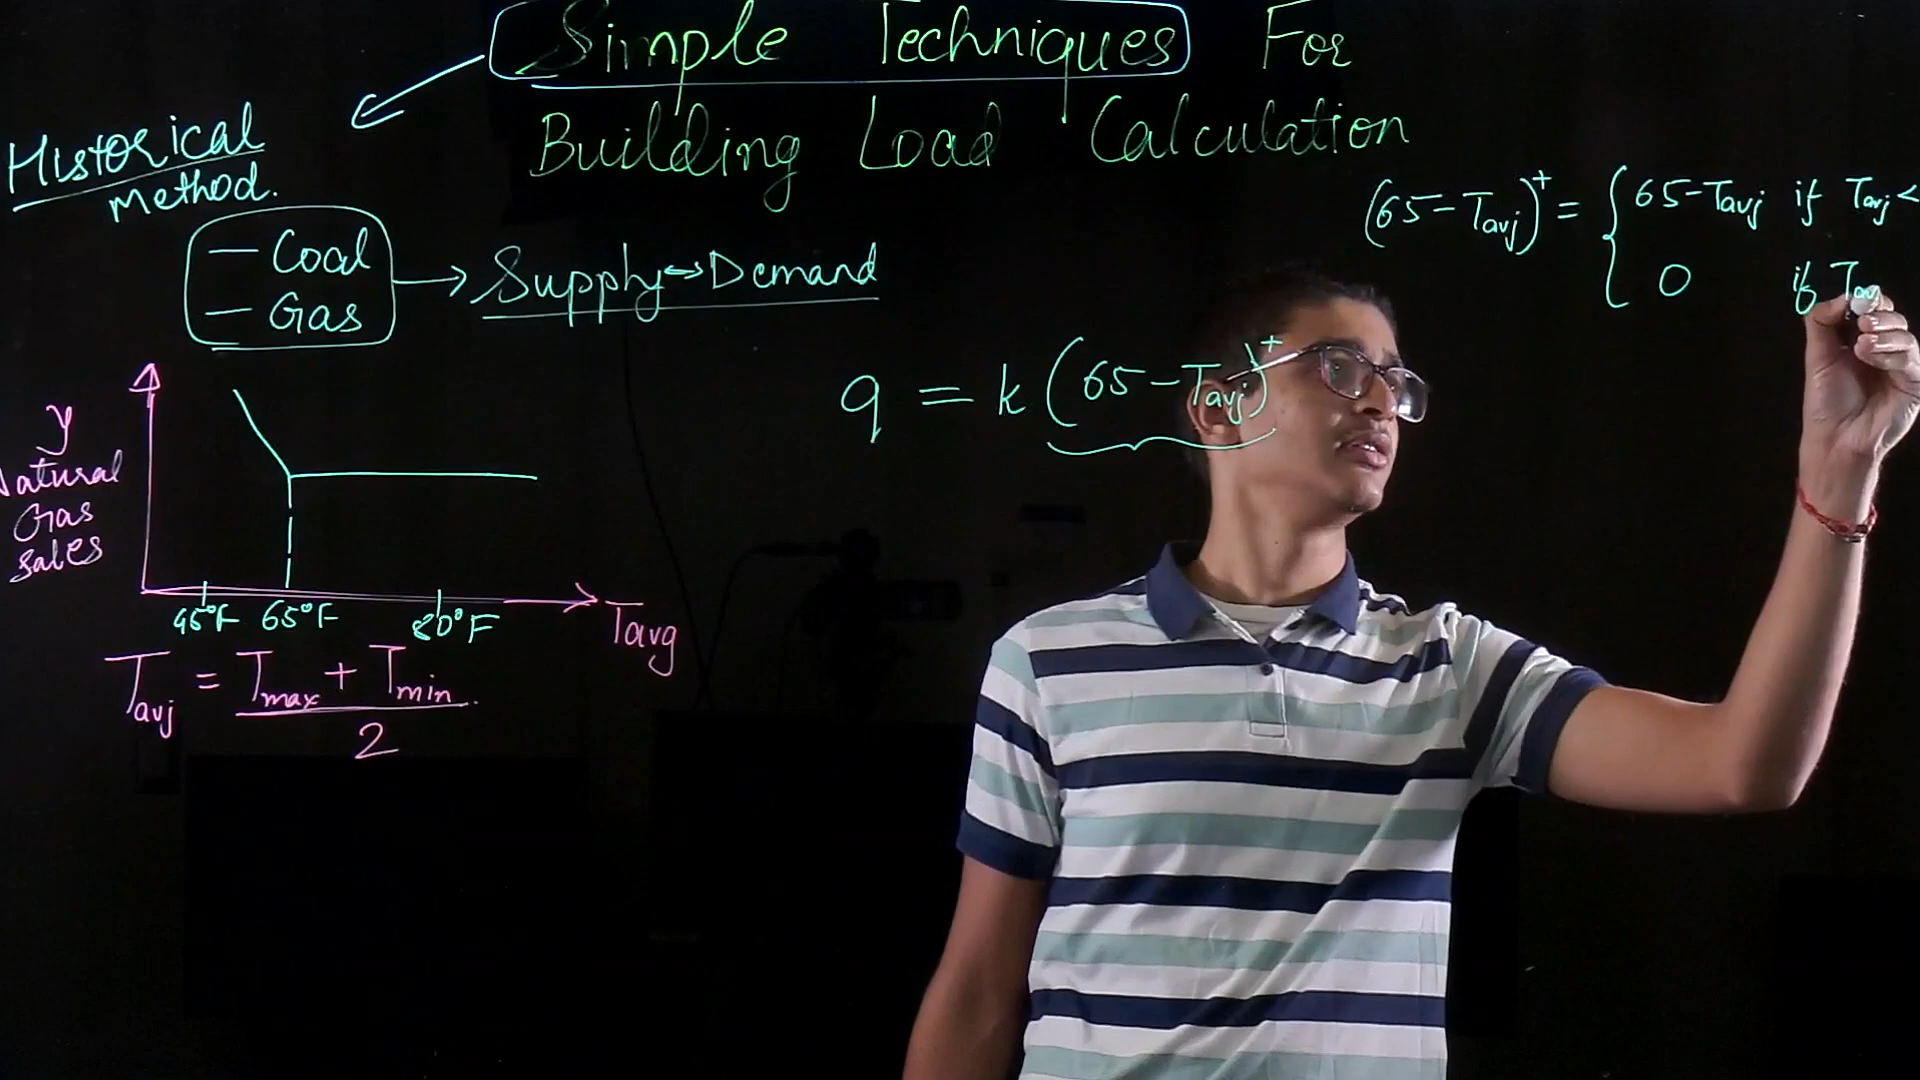 Simple Techniques For
Building Load Calculation
Historical
Method.
— Coal
— Gas
Supply ↔ Demand
(65 - Tavg)⁺ = { 65 - Tavg if Tavg <
0 if Tav
q = k (65 - Tavg)⁺
y
Natural
Gas
Sales
45°F 65°F 80°F
Tavg
Tavg = Tmax + Tmin
2